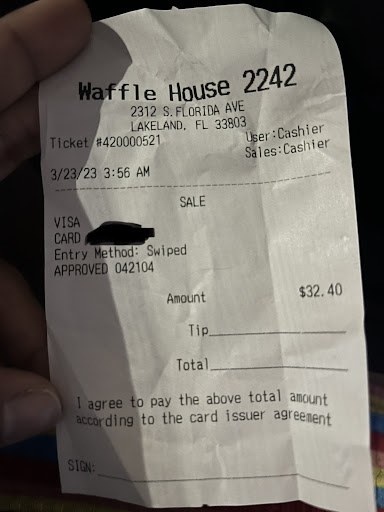 Waffle House 2242
2312 S.FLORIDA AVE
LAKELAND, FL 33803
Ticket #420000521 User:Cashier
Sales:Cashier
3/23/23 3:56 AM
SALE
VISA
CARD
Entry Method: Swiped
APPROVED 042104
Amount $32.40
Tip
Total
I agree to pay the above total amount
according to the card issuer agreement
SIGN: